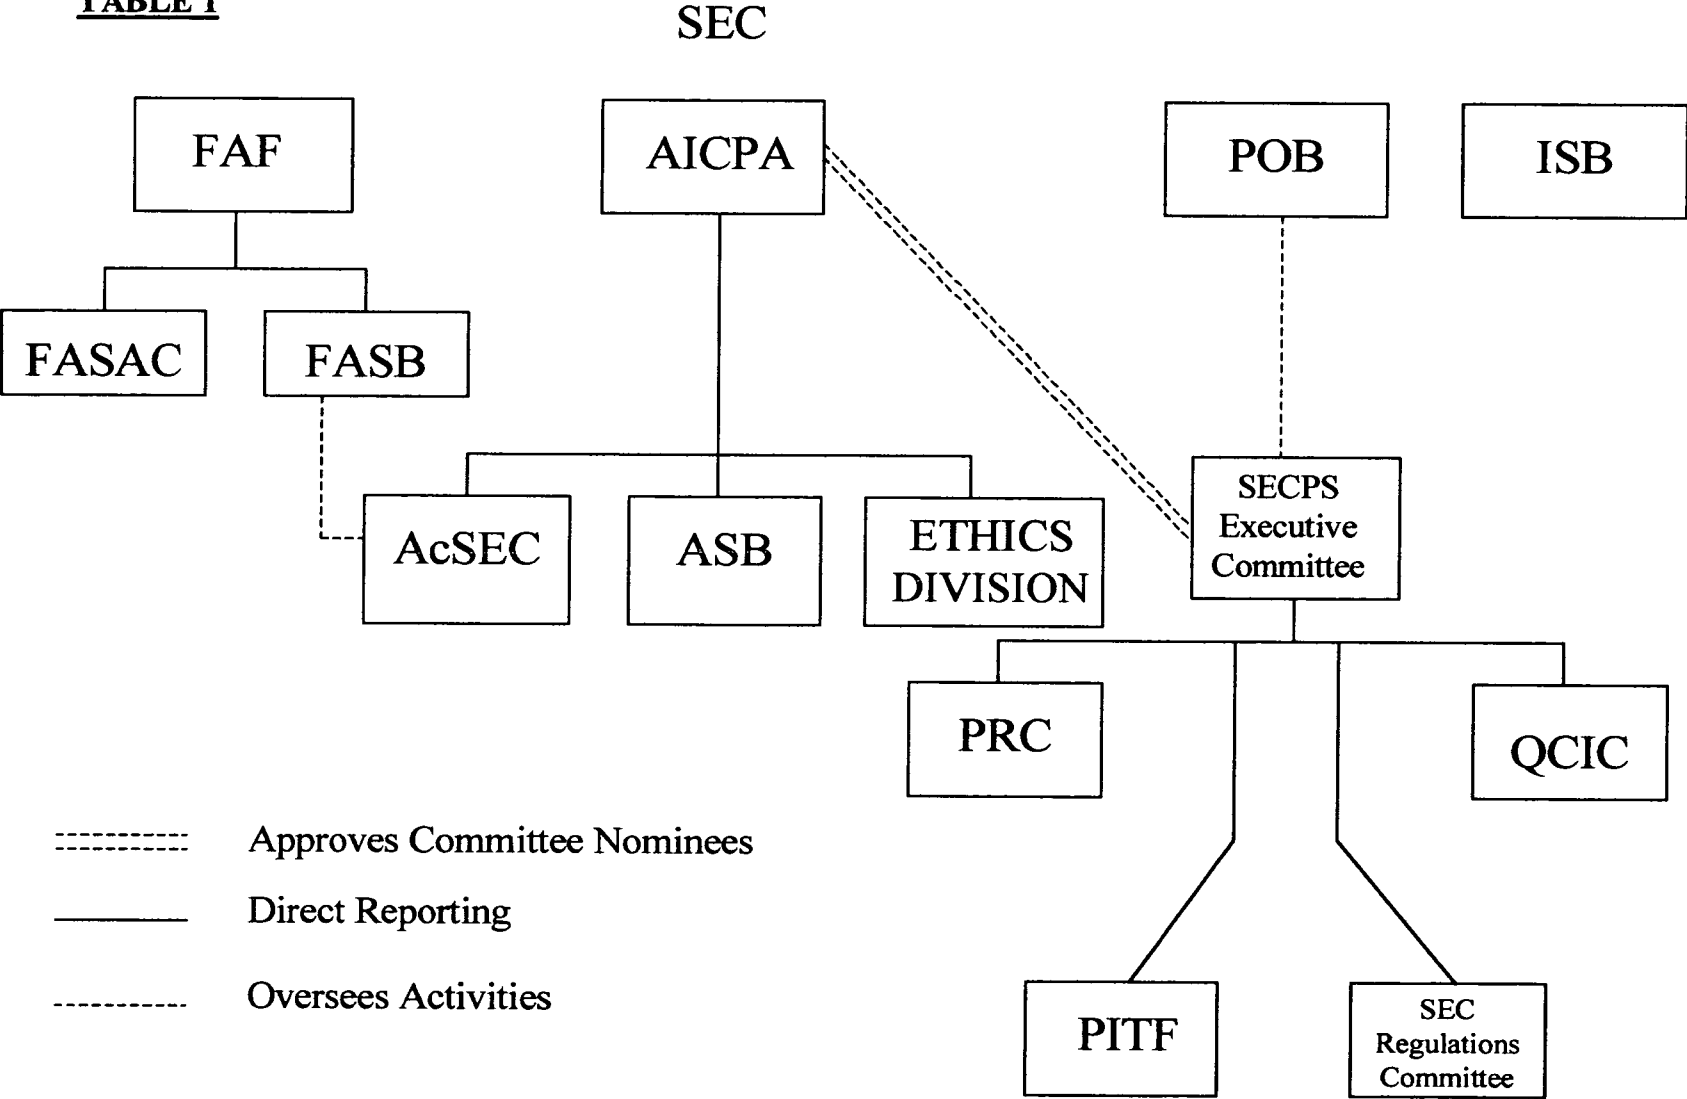 TABLE I
SEC
FAF
AICPA
POB
ISB
FASAC
FASB
SECPS
Executive
Committee
AcSEC
ASB
ETHICS
DIVISION
PRC
QCIC
Approves Committee Nominees
Direct Reporting
Oversees Activities
PITF
SEC
Regulations
Committee